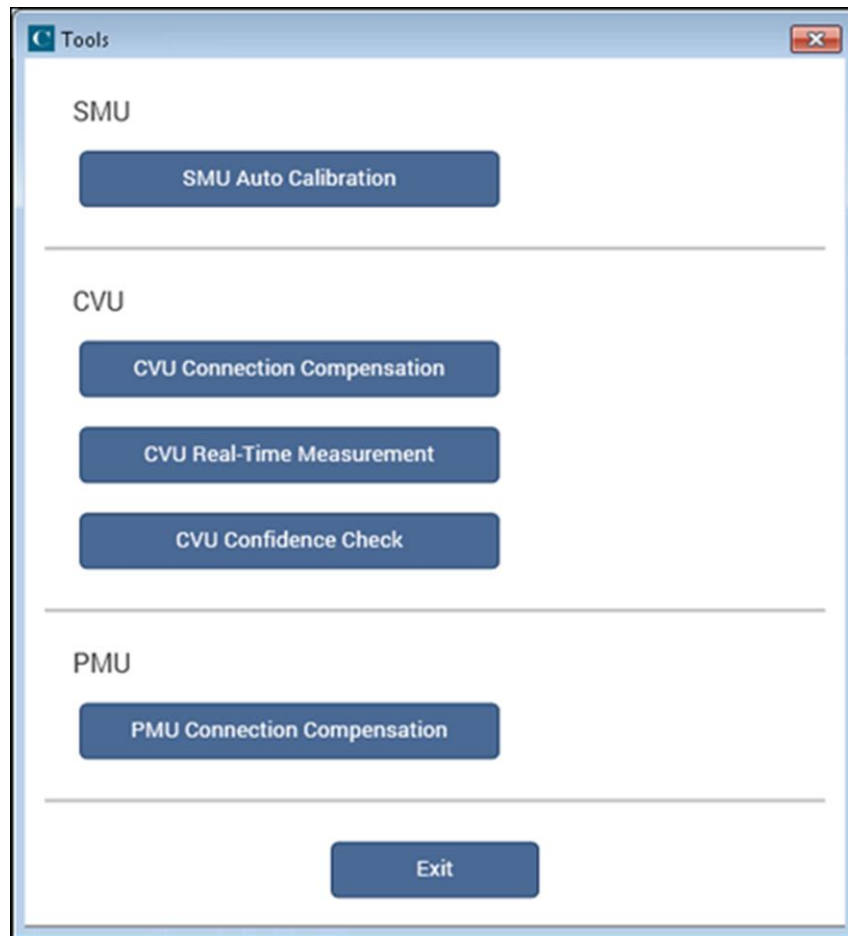 C Tools
SMU
SMU Auto Calibration
CVU
CVU Connection Compensation
CVU Real-Time Measurement
CVU Confidence Check
PMU
PMU Connection Compensation
Exit